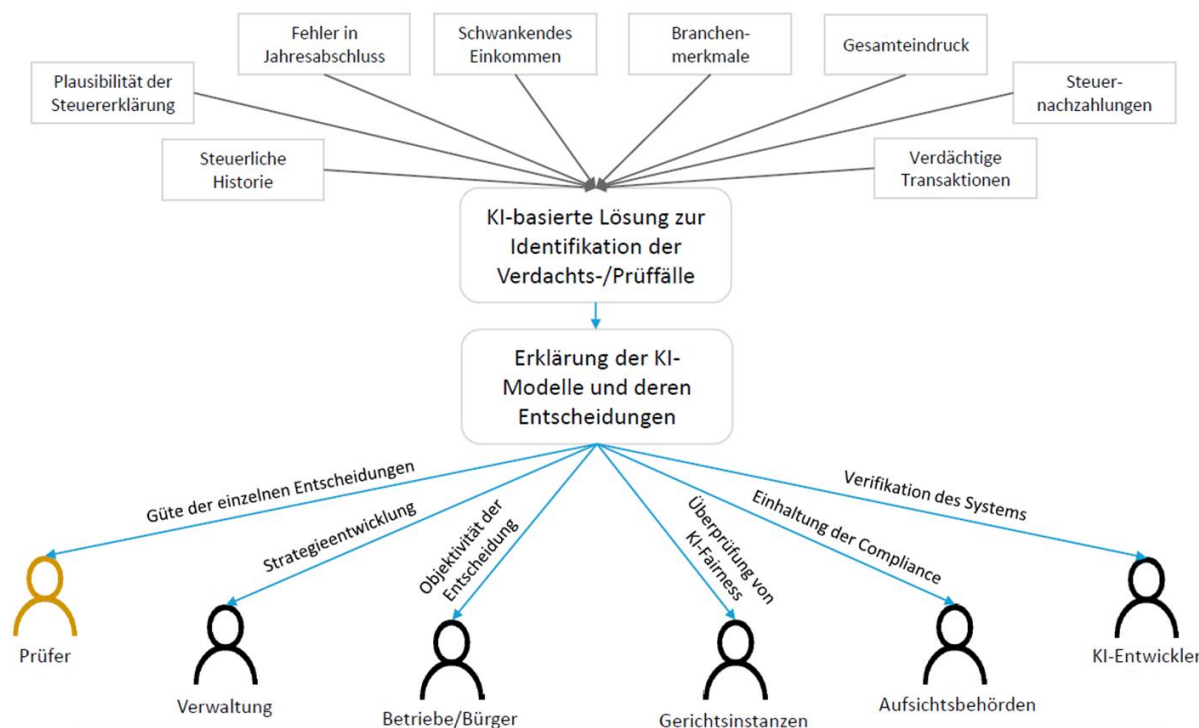 Fehler in
Jahresabschluss
Schwankendes
Einkommen
Branchen-
merkmale
Gesamteindruck
Plausibilität der
Steuererklärung
Steuer-
nachzahlungen
Steuerliche
Historie
Verdächtige
Transaktionen
KI-basierte Lösung zur
Identifikation der
Verdachts-/Prüffälle
Erklärung der KI-
Modelle und deren
Entscheidungen
Güte der einzelnen Entscheidungen
Strategieentwicklung
Objektivität der
Entscheidung
Überprüfung von
KI-Fairness
Einhaltung der Compliance
Verifikation des Systems
Prüfer
Verwaltung
Betriebe/Bürger
Gerichtsinstanzen
Aufsichtsbehörden
KI-Entwickler